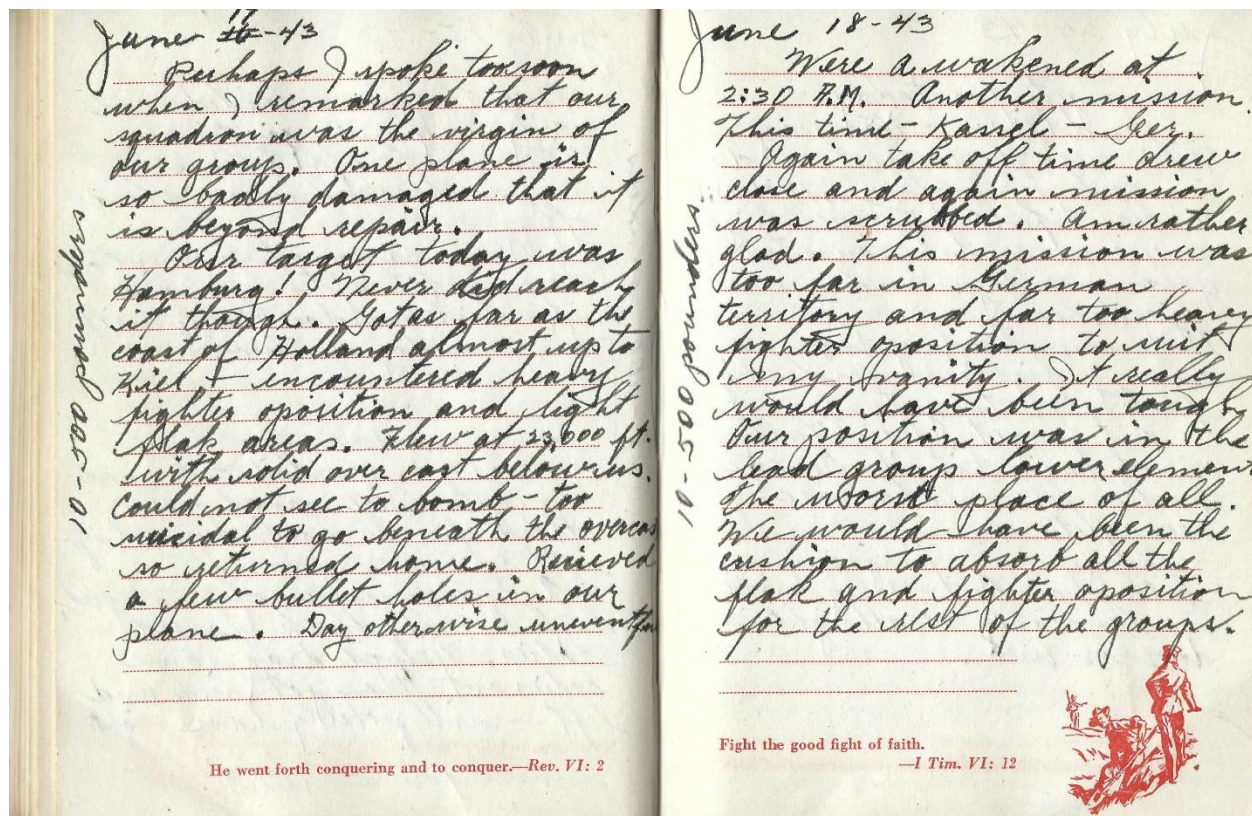 June 17 16-43
Perhaps I spoke too soon
when I remarked that our
squadron was the virgin of
our group. One plane is
so badly damaged that it
is beyond repair.
Our target today was
Hamburg! Never did reach
it though. Got as far as the
coast of Holland almost up to
Kiel - encountered heavy
fighter oposition and light
flak areas. Flew at 23,000 ft.
with solid over cast below us.
Could not see to bomb - too
suicidal to go beneath the overcas
so returned home. Recieved
a few bullet holes in our
plane. Day otherwise uneventful
10-500 pounders
He went forth conquering and to conquer.—Rev. VI: 2
June 18-43
Were awakened at
2:30 A.M. Another mission
This time - Kassel - Ger.
Again take off time drew
close and again mission
was scrubbed. Am rather
glad. This mission was
too far in German
territory and far too heavy
fighter oposition to suit
my vanity. It really
would have been tough.
Our position was in the
lead group lower element
the worst place of all.
We would have been the
cushion to absorb all the
flak and fighter oposition
for the rest of the groups.
10-500 pounders
Fight the good fight of faith.
—I Tim. VI: 12